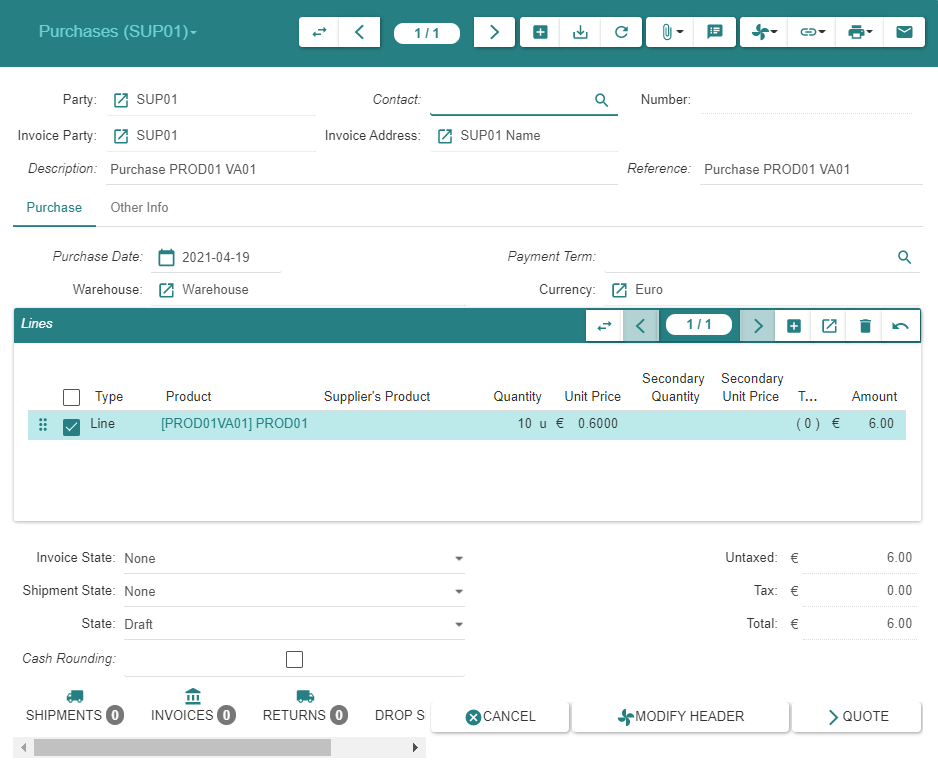 Purchases (SUP01)
1 / 1
Party: SUP01 Contact: Number:
Invoice Party: SUP01 Invoice Address: SUP01 Name
Description: Purchase PROD01 VA01 Reference: Purchase PROD01 VA01
Purchase Other Info
Purchase Date: 2021-04-19 Payment Term:
Warehouse: Warehouse Currency: Euro
Lines 1 / 1
Type Product Supplier's Product Quantity Unit Price Secondary Quantity Secondary Unit Price T... Amount
Line [PROD01VA01] PROD01 10 u € 0.6000 ( 0 ) € 6.00
Invoice State: None Untaxed: € 6.00
Shipment State: None Tax: € 0.00
State: Draft Total: € 6.00
Cash Rounding:
SHIPMENTS 0 INVOICES 0 RETURNS 0 DROP S CANCEL MODIFY HEADER QUOTE